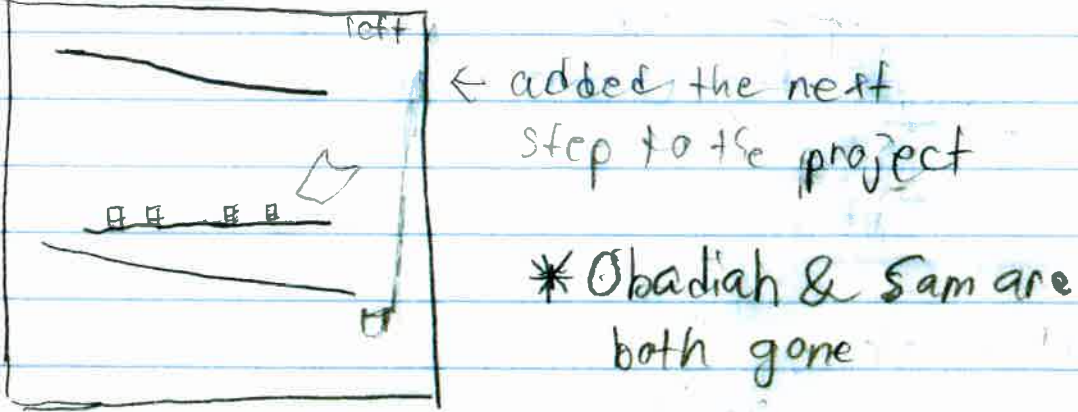 left
← added the next
step to the project
* Obadiah & Sam are
both gone